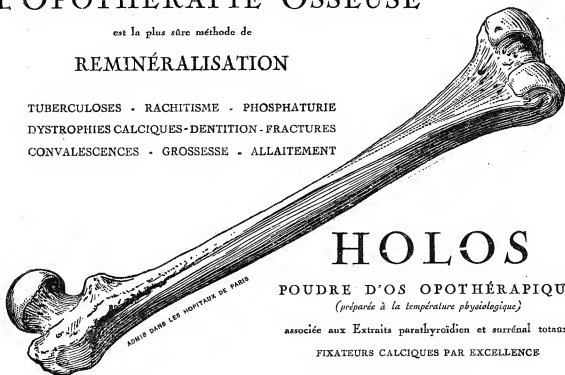 L'OPOTHÉRAPIE OSSEUSE
est la plus sûre méthode de
REMINÉRALISATION
TUBERCULOSES - RACHITISME - PHOSPHATURIE
DYSTROPHIES CALCIQUES - DENTITION - FRACTURES
CONVALESCENCES - GROSSESSE - ALLAITEMENT
ADMIS DANS LES HOPITAUX DE PARIS
HOLOS
POUDRE D'OS OPOTHÉRAPIQU
(préparée à la température physiologique)
associée aux Extraits parathyroïdien et surrénal totaux
FIXATEURS CALCIQUES PAR EXCELLENCE